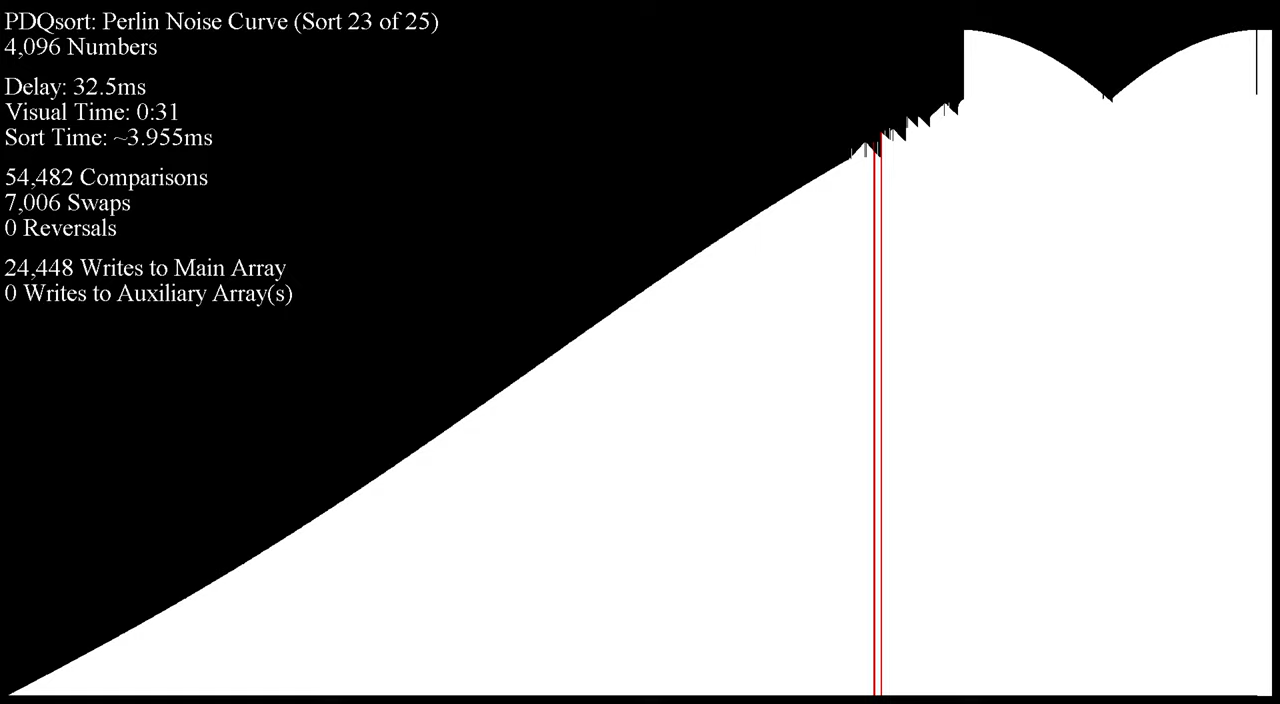 PDQsort: Perlin Noise Curve (Sort 23 of 25)
4,096 Numbers
Delay: 32.5ms
Visual Time: 0:31
Sort Time: ~3.955ms
54,482 Comparisons
7,006 Swaps
0 Reversals
24,448 Writes to Main Array
0 Writes to Auxiliary Array(s)